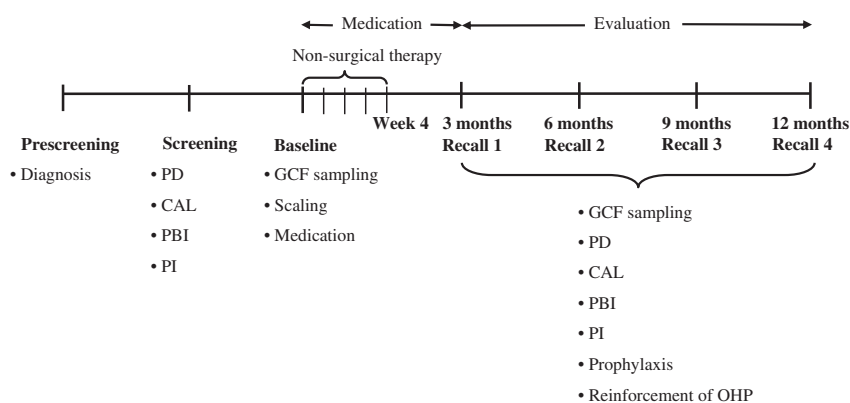 Medication
Evaluation
Non-surgical therapy
Week 4
3 months
Recall 1
6 months
Recall 2
9 months
Recall 3
12 months
Recall 4
Prescreening
• Diagnosis
Screening
• PD
• CAL
• PBI
• PI
Baseline
• GCF sampling
• Scaling
• Medication
• GCF sampling
• PD
• CAL
• PBI
• PI
• Prophylaxis
• Reinforcement of OHP